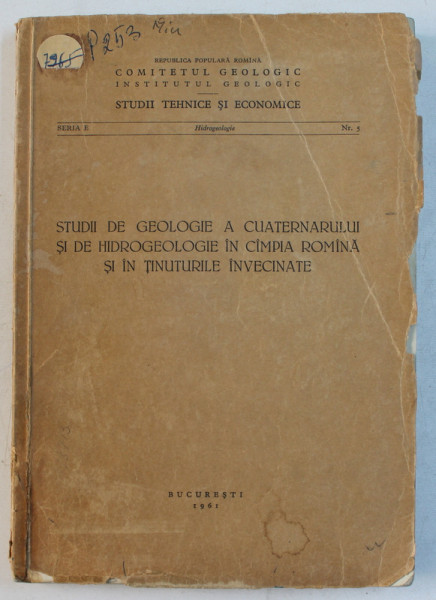 7265 P 253
REPUBLICA POPULARĂ ROMÎNĂ
COMITETUL GEOLOGIC
INSTITUTUL GEOLOGIC
STUDII TEHNICE ȘI ECONOMICE
SERIA E Hidrogeologie Nr. 5
STUDII DE GEOLOGIE A CUATERNARULUI
ȘI DE HIDROGEOLOGIE ÎN CÎMPIA ROMÎNĂ
ȘI ÎN ȚINUTURILE ÎNVECINATE
BUCUREȘTI
1961